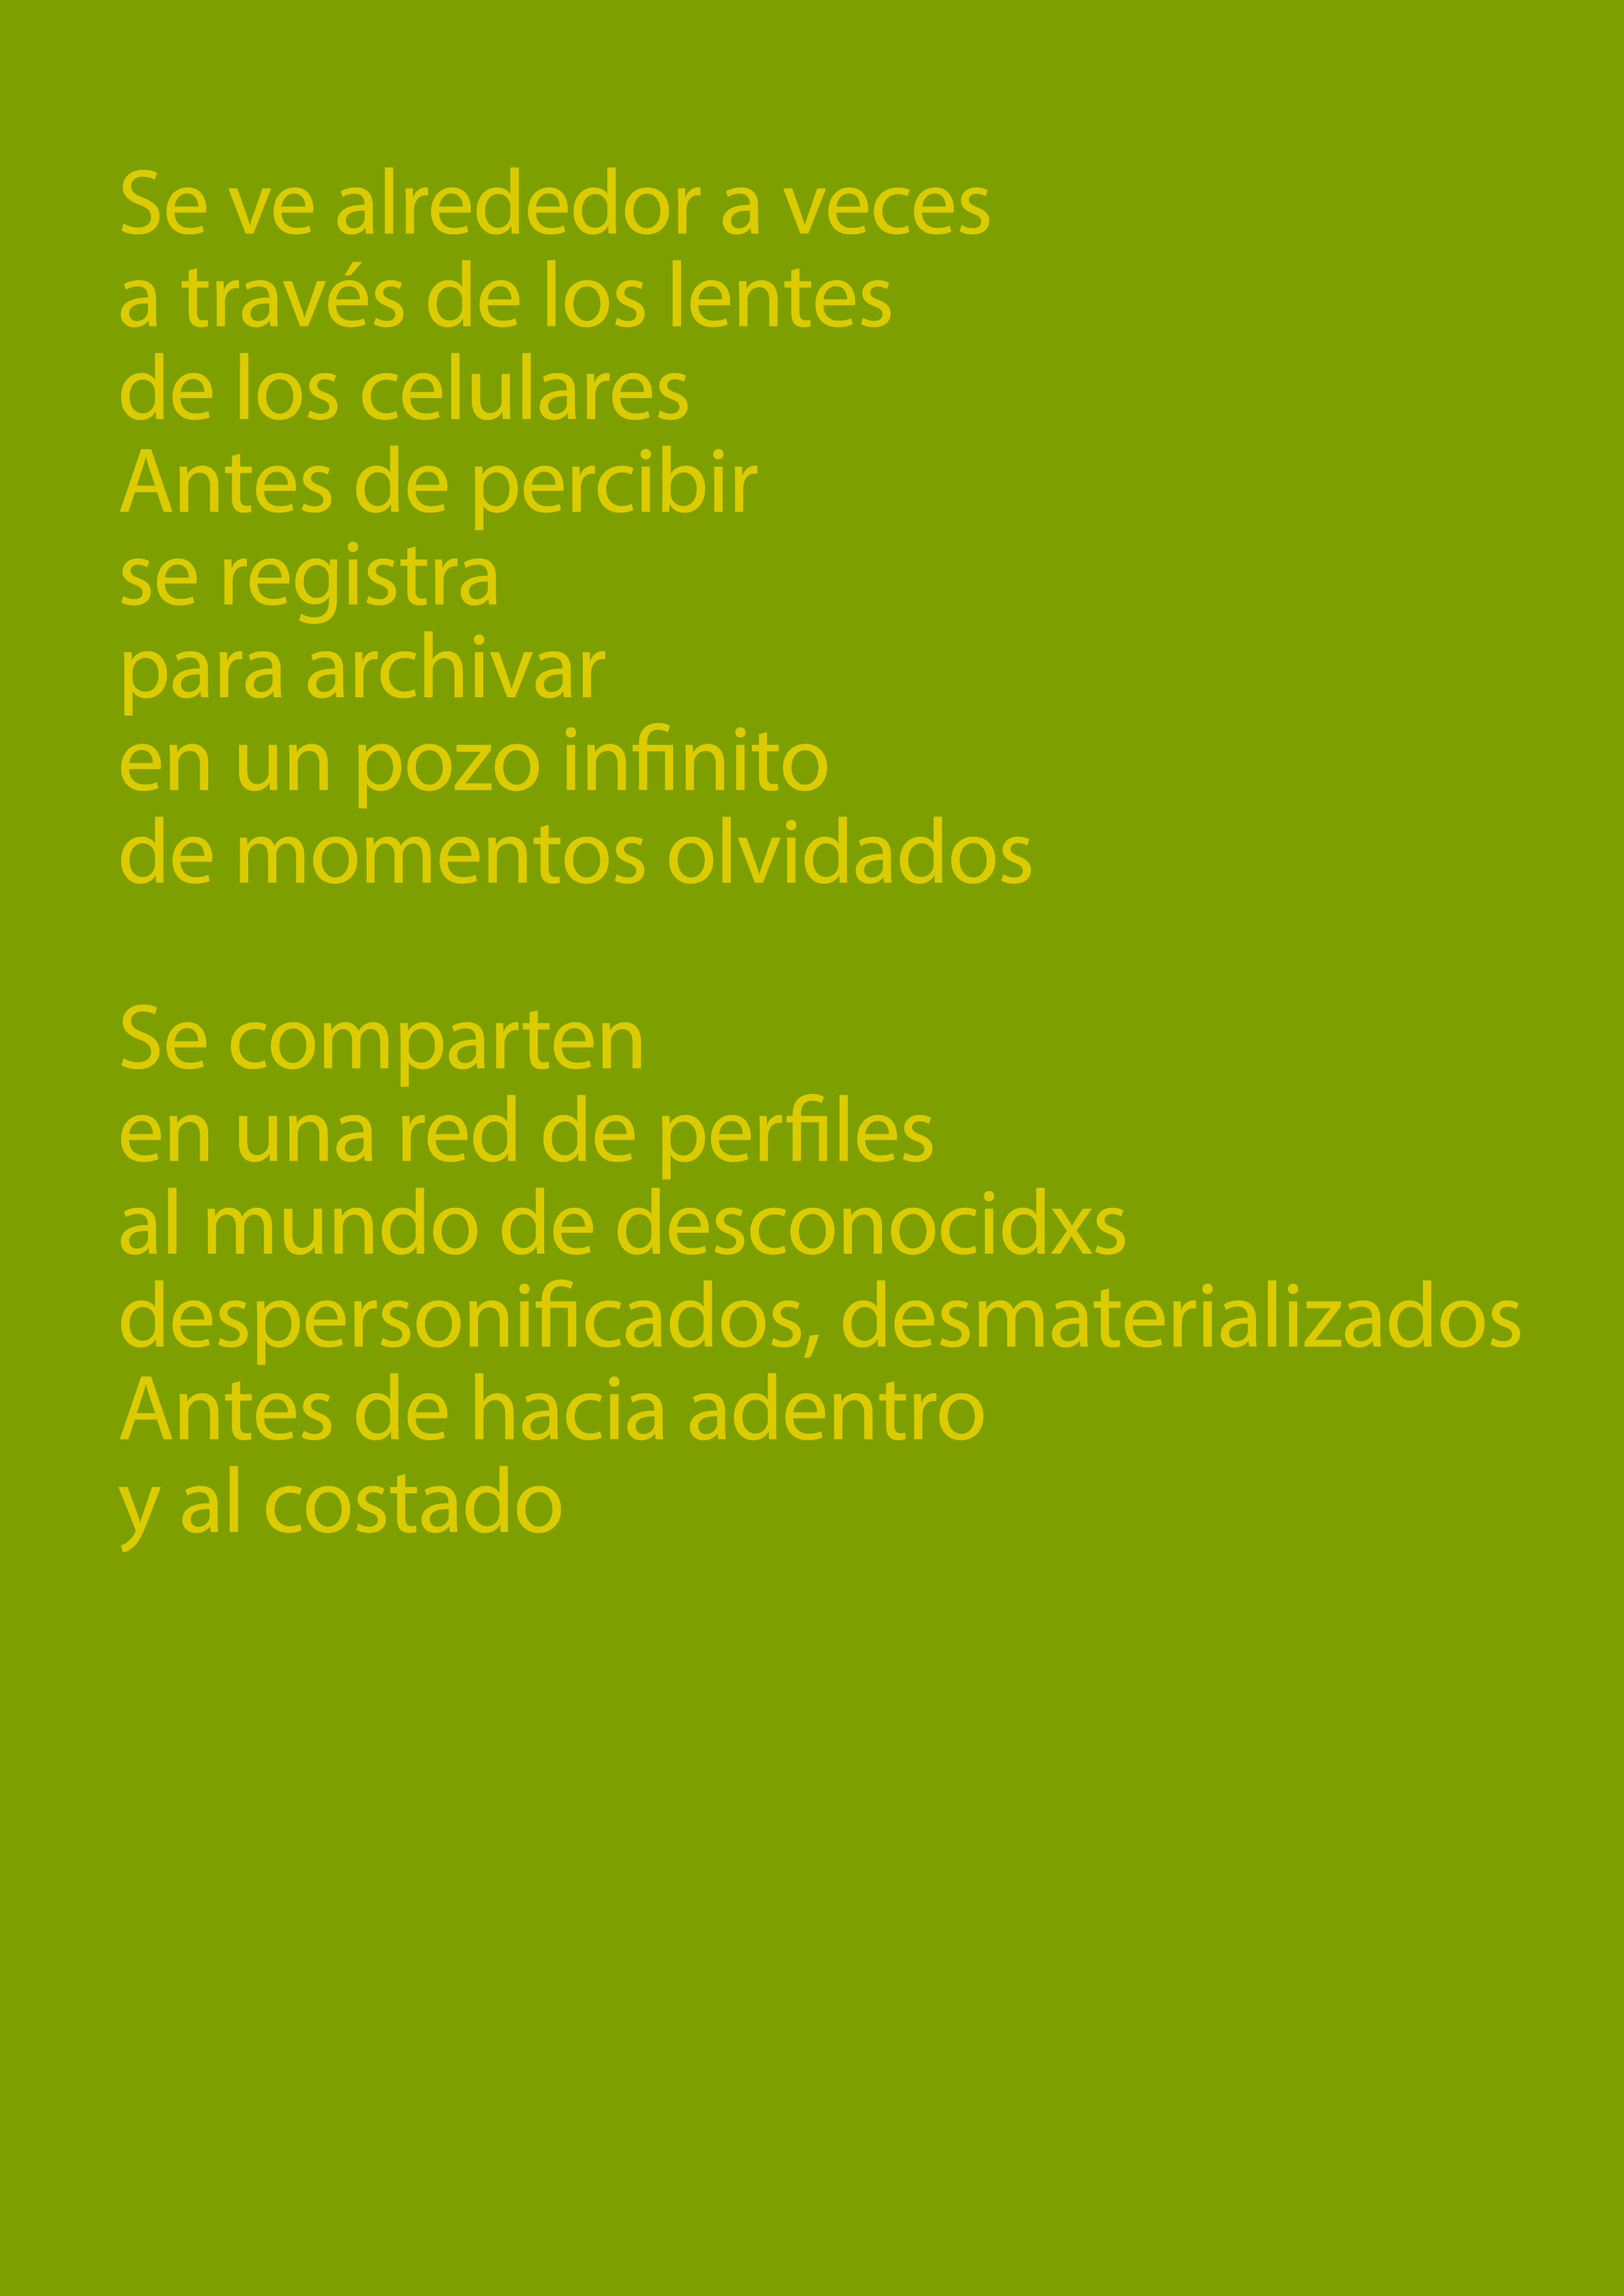 Se ve alrededor a veces
a través de los lentes
de los celulares
Antes de percibir
se registra
para archivar
en un pozo infinito
de momentos olvidados
Se comparten
en una red de perfiles
al mundo de desconocidxs
despersonificados, desmaterializados
Antes de hacia adentro
y al costado